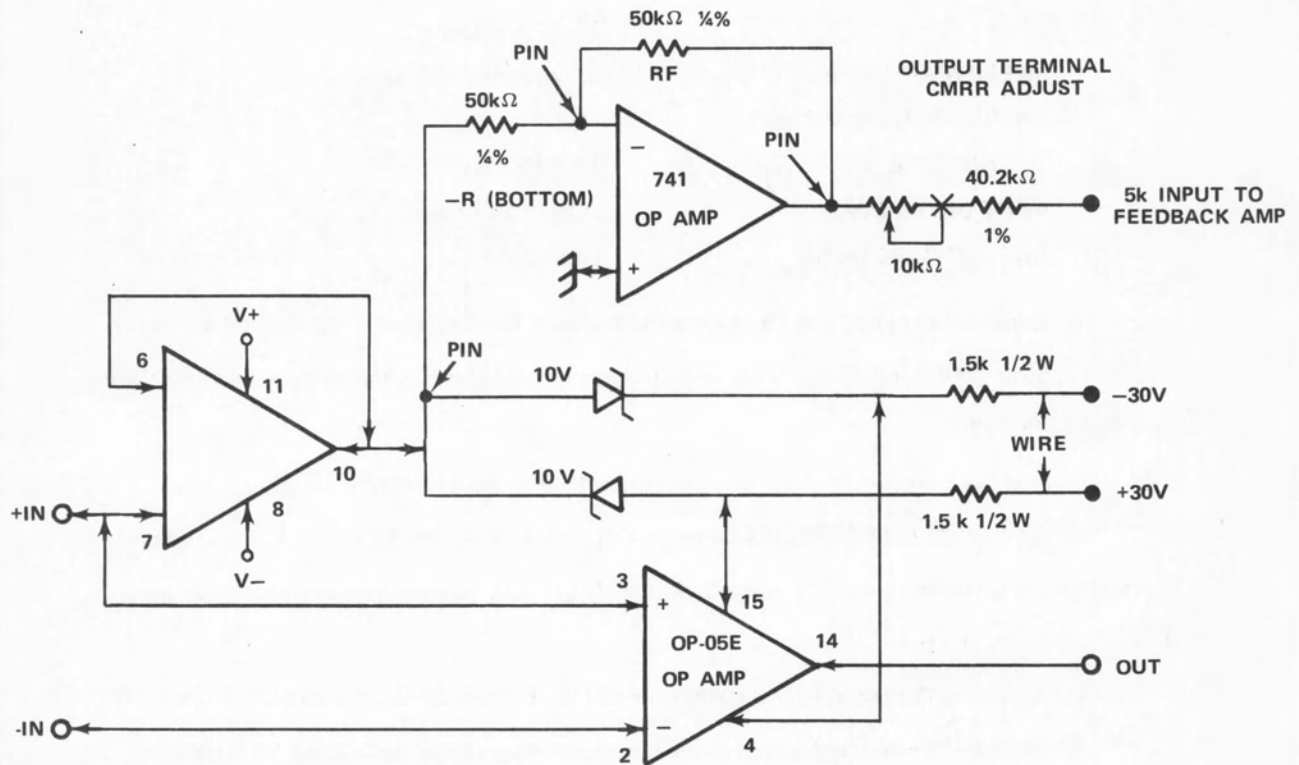 50kΩ ¼%
RF
PIN
OUTPUT TERMINAL
CMRR ADJUST
50kΩ
¼%
–R (BOTTOM)
−
741
OP AMP
+
PIN
40.2kΩ
1%
10kΩ
5k INPUT TO
FEEDBACK AMP
V+
6
11
PIN
10V
1.5k 1/2 W
−30V
WIRE
10
10 V
+30V
1.5 k 1/2 W
+IN
7
8
V−
3
+
15
OP-05E
OP AMP
14
OUT
-IN
−
2
4